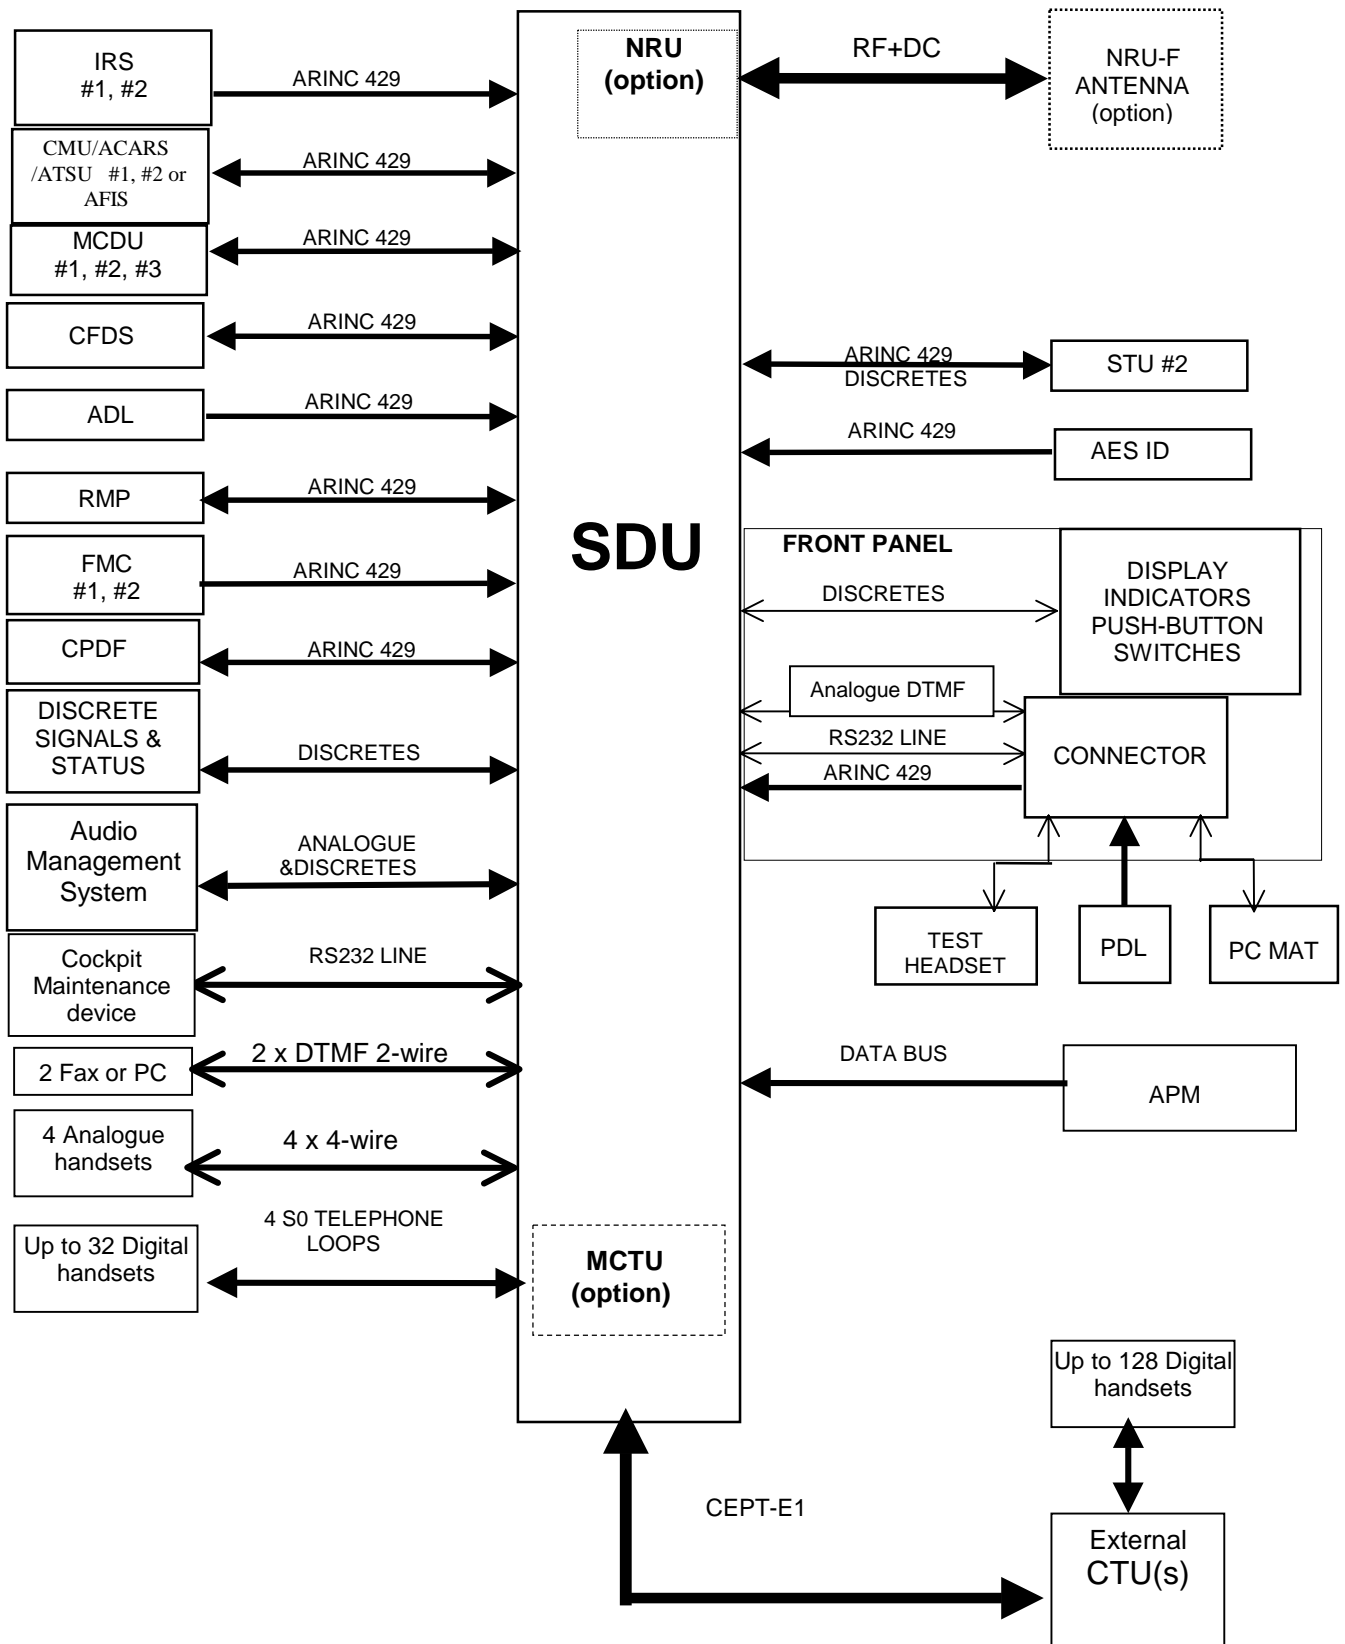 IRS
#1, #2
ARINC 429
CMU/ACARS
/ATSU #1, #2 or
AFIS
ARINC 429
MCDU
#1, #2, #3
ARINC 429
CFDS
ARINC 429
ADL
ARINC 429
RMP
ARINC 429
FMC
#1, #2
ARINC 429
CPDF
ARINC 429
DISCRETE
SIGNALS &
STATUS
DISCRETES
Audio
Management
System
ANALOGUE
&DISCRETES
Cockpit
Maintenance
device
RS232 LINE
2 Fax or PC
2 x DTMF 2-wire
4 Analogue
handsets
4 x 4-wire
Up to 32 Digital
handsets
4 S0 TELEPHONE
LOOPS
NRU
(option)
SDU
MCTU
(option)
RF+DC
NRU-F
ANTENNA
(option)
ARINC 429
DISCRETES
STU #2
ARINC 429
AES ID
FRONT PANEL
DISCRETES
DISPLAY
INDICATORS
PUSH-BUTTON
SWITCHES
Analogue DTMF
RS232 LINE
ARINC 429
CONNECTOR
TEST
HEADSET
PDL
PC MAT
DATA BUS
APM
Up to 128 Digital
handsets
CEPT-E1
External
CTU(s)